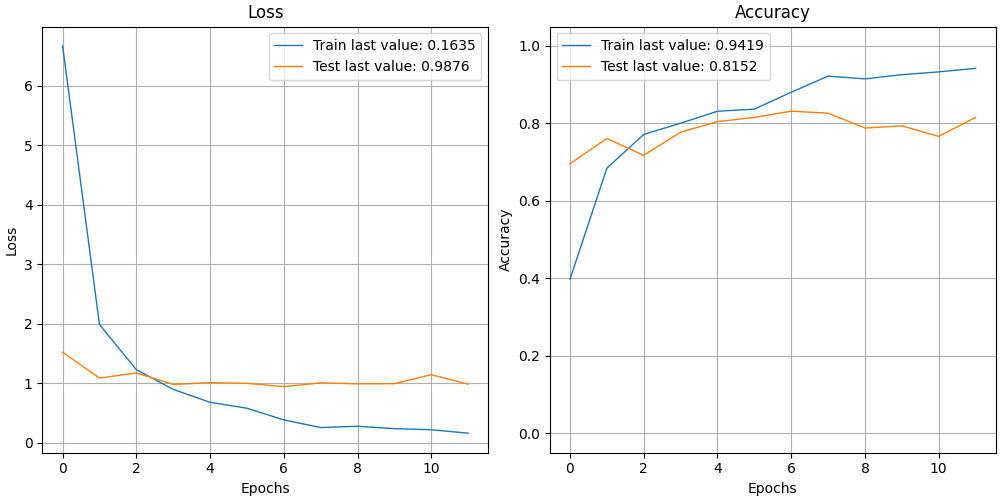 Loss
Train last value: 0.1635
Test last value: 0.9876
6
5
4
3
2
1
0
Loss
0 2 4 6 8 10
Epochs
Accuracy
Train last value: 0.9419
Test last value: 0.8152
1.0
0.8
0.6
0.4
0.2
0.0
Accuracy
0 2 4 6 8 10
Epochs